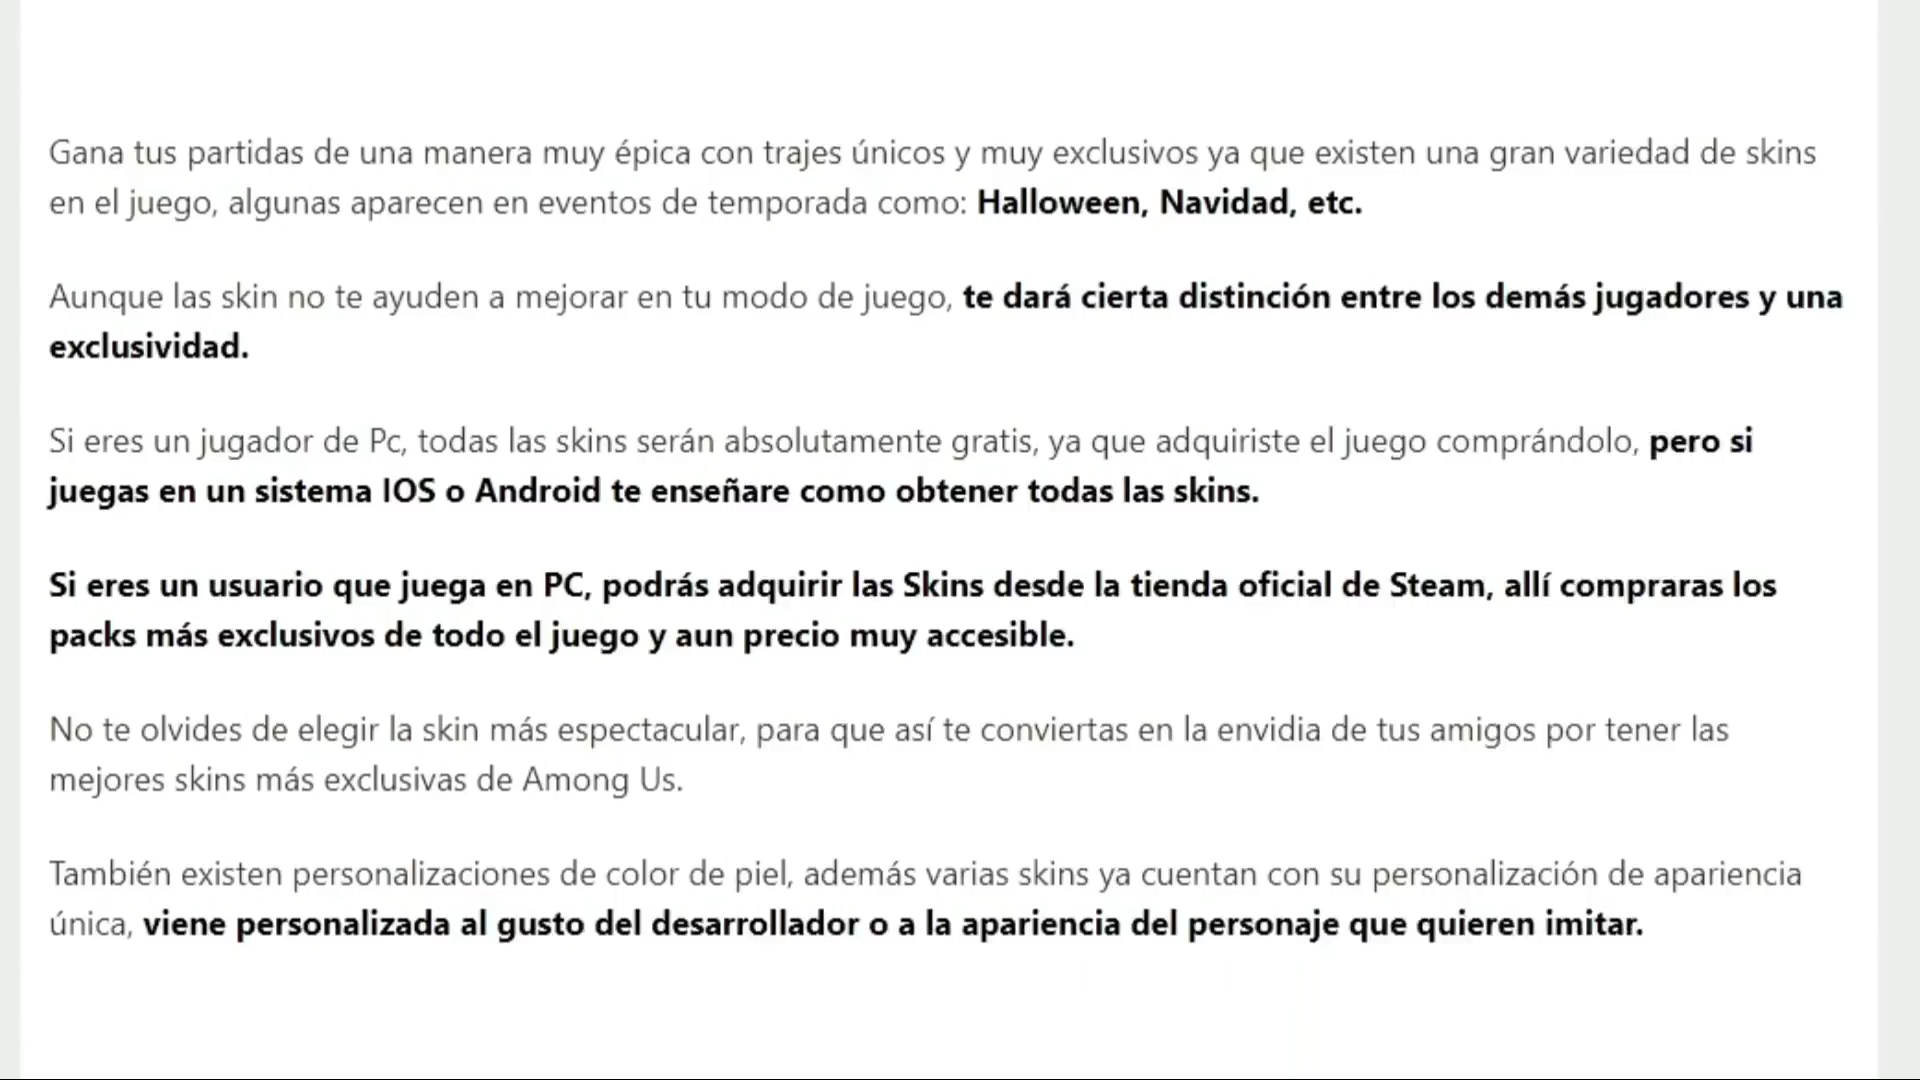 Gana tus partidas de una manera muy épica con trajes únicos y muy exclusivos ya que existen una gran variedad de skins
en el juego, algunas aparecen en eventos de temporada como: Halloween, Navidad, etc.
Aunque las skin no te ayuden a mejorar en tu modo de juego, te dará cierta distinción entre los demás jugadores y una
exclusividad.
Si eres un jugador de Pc, todas las skins serán absolutamente gratis, ya que adquiriste el juego comprándolo, pero si
juegas en un sistema IOS o Android te enseñare como obtener todas las skins.
Si eres un usuario que juega en PC, podrás adquirir las Skins desde la tienda oficial de Steam, allí compraras los
packs más exclusivos de todo el juego y aun precio muy accesible.
No te olvides de elegir la skin más espectacular, para que así te conviertas en la envidia de tus amigos por tener las
mejores skins más exclusivas de Among Us.
También existen personalizaciones de color de piel, además varias skins ya cuentan con su personalización de apariencia
única, viene personalizada al gusto del desarrollador o a la apariencia del personaje que quieren imitar.